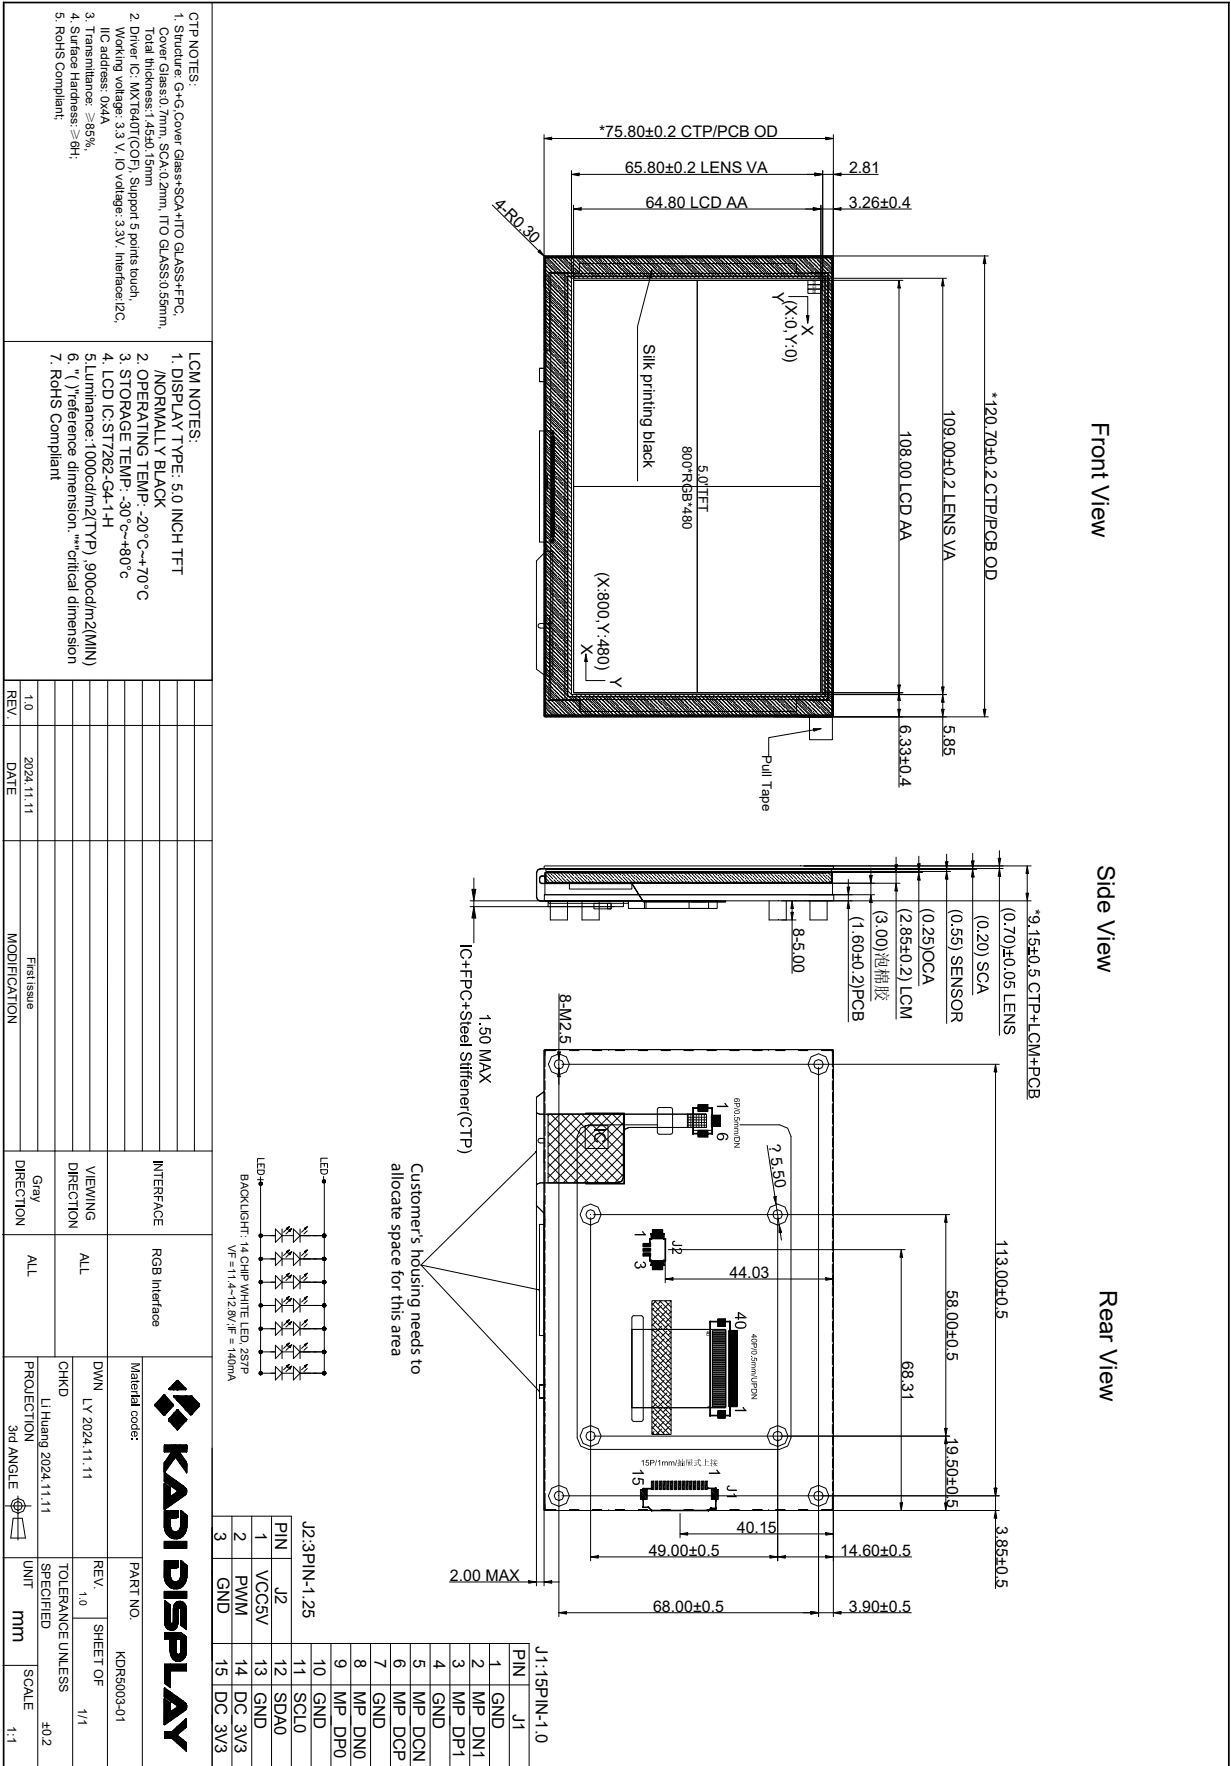 Front View
Side View
Rear View
*120.70±0.2 CTP/PCB OD
109.00±0.2 LENS VA
5.85
108.00 LCD AA
6.33±0.4
*75.80±0.2 CTP/PCB OD
65.80±0.2 LENS VA
2.81
64.80 LCD AA
3.26±0.4
4-R0.30
X
Y
(X:0,Y:0)
5.0"TFT
800*RGB*480
Silk printing black
(X:800,Y:480)
Y
X
Pull Tape
*9.15±0.5 CTP+LCM+PCB
(0.70)±0.05 LENS
(0.20) SCA
(0.55) SENSOR
(0.25)OCA
(2.85±0.2) LCM
(3.00)泡棉胶
(1.60±0.2)PCB
8-5.00
1.50 MAX
IC+FPC+Steel Stiffener(CTP)
113.00±0.5
3.85±0.5
58.00±0.5
19.50±0.5
68.31
8-M2.5
6P/0.5mm/DN
1
6
IC
? 5.50
J2
1
3
44.03
40
40P/0.5mm/UPDN
1
15P/1mm/抽屉式上接
1
J1
15
40.15
49.00±0.5
14.60±0.5
68.00±0.5
3.90±0.5
2.00 MAX
Customer's housing needs to
allocate space for this area
LED-
LED+
BACKLIGHT: 14 CHIP WHITE LED, 2S7P
VF =11.4~12.8V;IF = 140mA
J1:15PIN-1.0
PIN J1
1 GND
2 MP_DN1
3 MP_DP1
4 GND
5 MP_DCN
6 MP_DCP
7 GND
8 MP_DN0
9 MP_DP0
10 GND
11 SCL0
12 SDA0
13 GND
14 DC_3V3
15 DC_3V3
J2:3PIN-1.25
PIN J2
1 VCC5V
2 PWM
3 GND
CTP NOTES:
1. Structure: G+G,Cover Glass+SCA+ITO GLASS+FPC,
Cover Glass:0.7mm, SCA:0.2mm, ITO GLASS:0.55mm,
Total thickness:1.45±0.15mm
2. Driver IC: MXT640T(COF), Support 5 points touch,
Working voltage: 3.3 V, IO voltage: 3.3V. Interface:I2C,
IIC address: 0x4A
3. Transmittance: ≥85%,
4. Surface Hardness: ≥6H;
5. RoHS Compliant;
LCM NOTES:
1. DISPLAY TYPE: 5.0 INCH TFT
/NORMALLY BLACK
2. OPERATING TEMP: -20°C~+70°C
3. STORAGE TEMP: -30°c~+80°c
4. LCD IC:ST7262-G4-1-H
5.Luminance:1000cd/m2(TYP) ,900cd/m2(MIN)
6. "( )"reference dimension."*"critical dimension
7. RoHS Compliant
1.0 2024.11.11 First issue
REV. DATE MODIFICATION
INTERFACE RGB Interface
VIEWING
DIRECTION ALL
Gray
DIRECTION ALL
KADI DISPLAY
Material code:
PART NO. KDR5003-01
DWN LY 2024.11.11
REV. 1.0 SHEET OF 1/1
CHKD Li Huang 2024.11.11
TOLERANCE UNLESS
SPECIFIED ±0.2
PROJECTION 3rd ANGLE
UNIT mm
SCALE 1:1